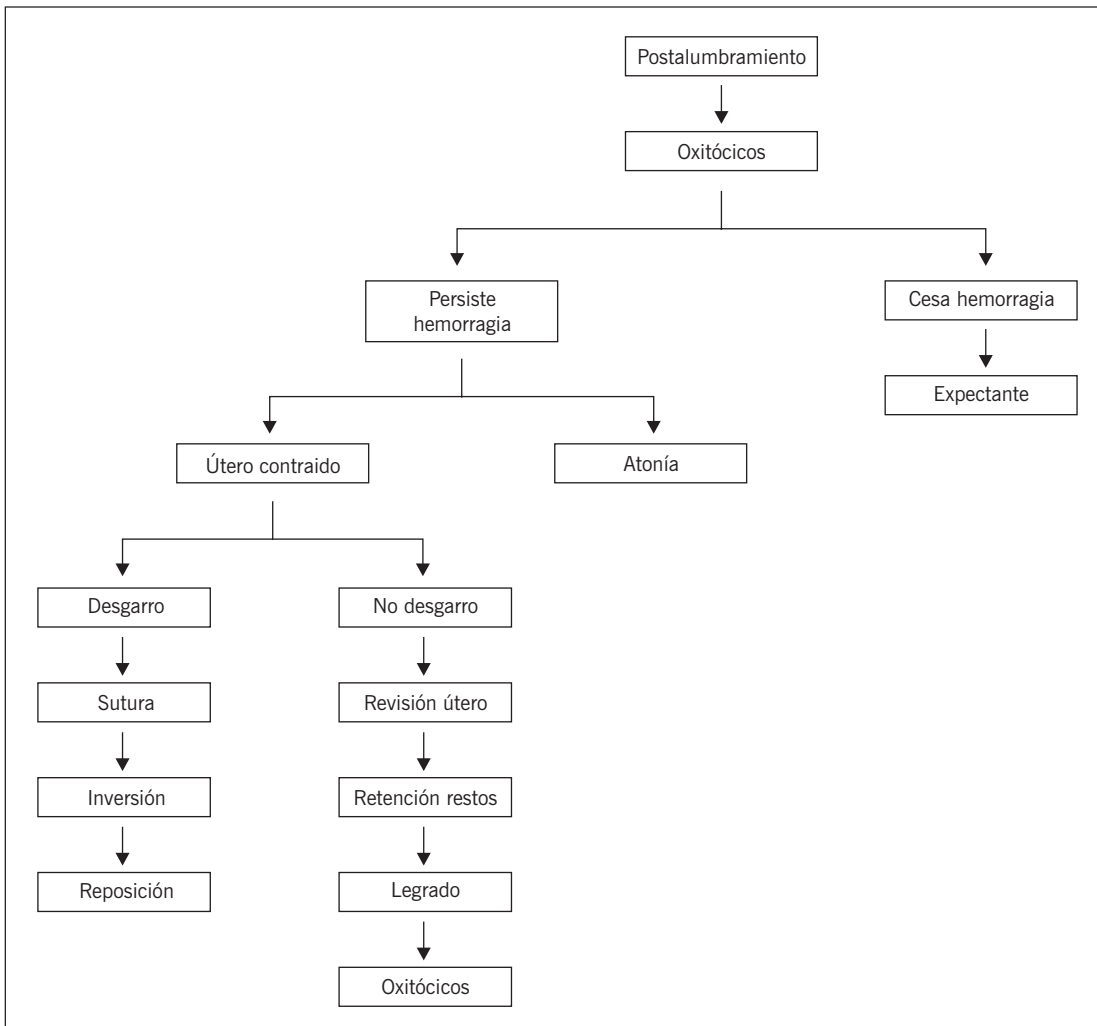 Postalumbramiento
Oxitócicos
Persiste
hemorragia
Cesa hemorragia
Expectante
Útero contraido
Atonía
Desgarro
No desgarro
Sutura
Revisión útero
Inversión
Retención restos
Reposición
Legrado
Oxitócicos